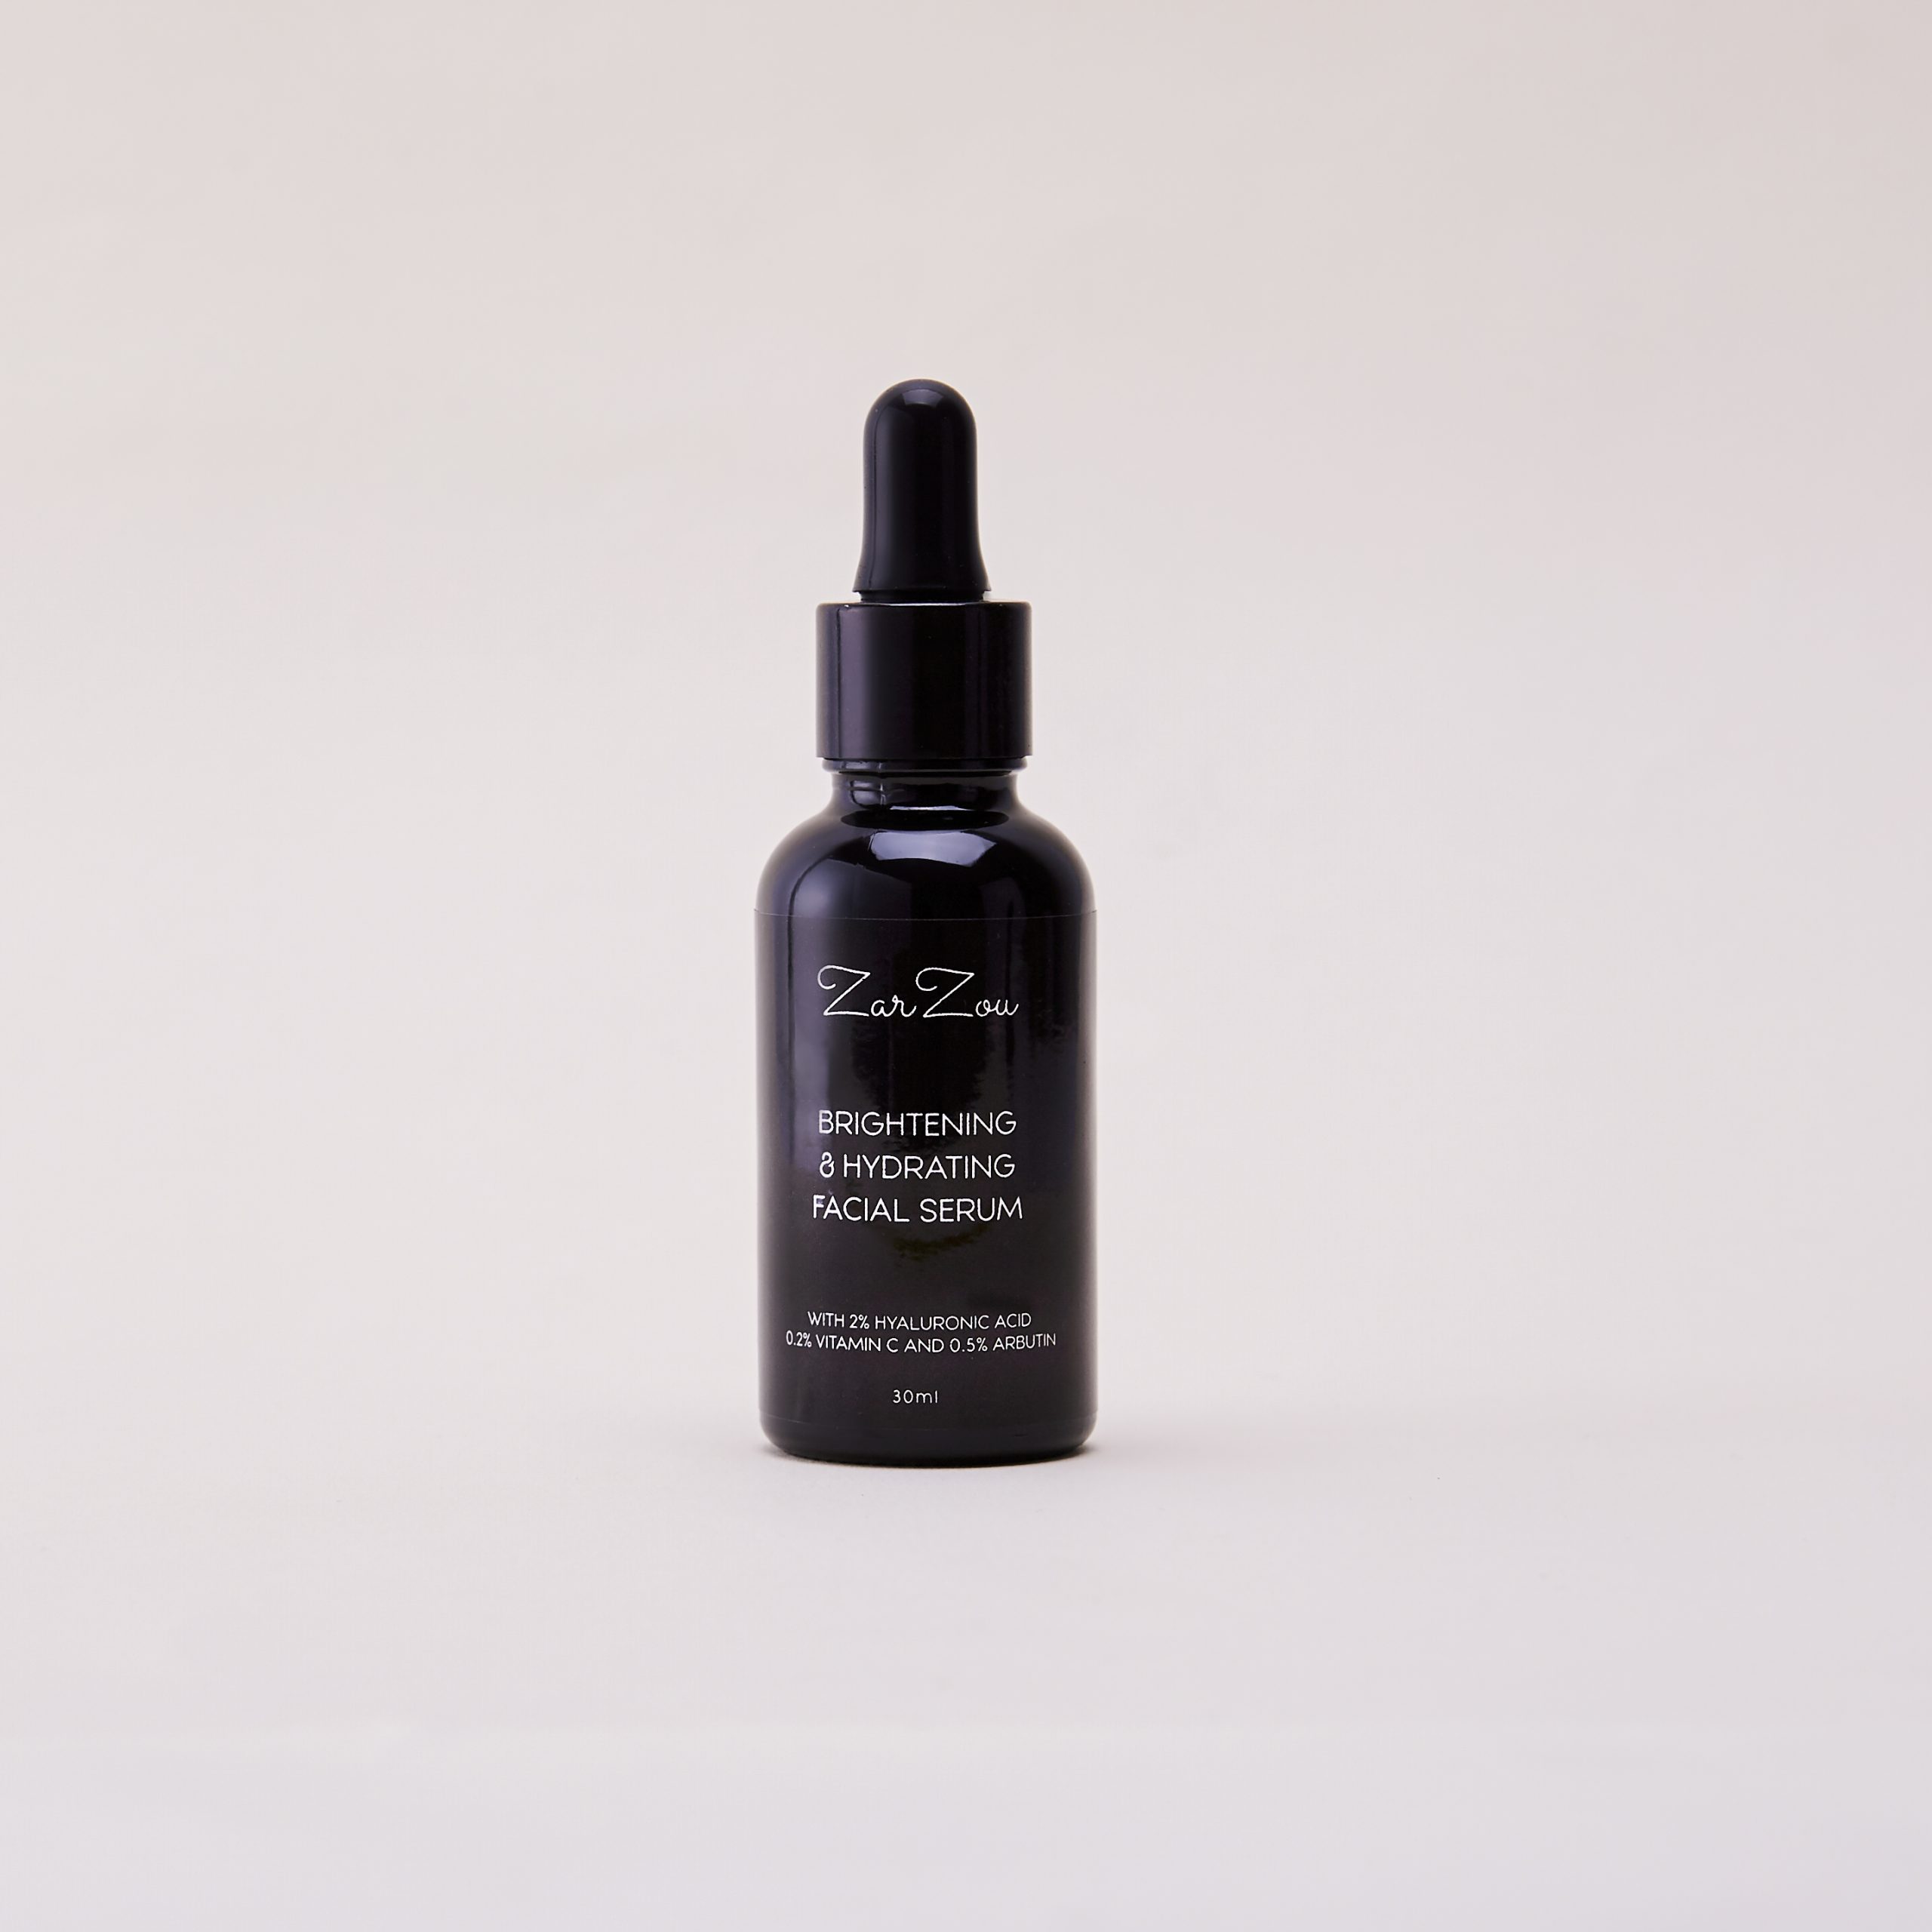 ZarZou
BRIGHTENING
& HYDRATING
FACIAL SERUM
WITH 2% HYALURONIC ACID
0.2% VITAMIN C AND 0.5% ARBUTIN
30ml